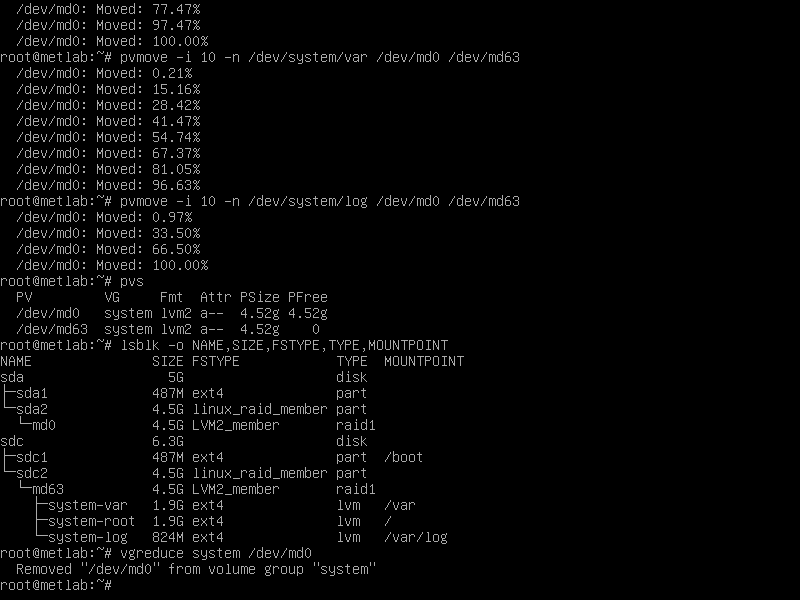 /dev/md0: Moved: 77.47%
/dev/md0: Moved: 97.47%
/dev/md0: Moved: 100.00%
root@metlab:~# pvmove -i 10 -n /dev/system/var /dev/md0 /dev/md63
/dev/md0: Moved: 0.21%
/dev/md0: Moved: 15.16%
/dev/md0: Moved: 28.42%
/dev/md0: Moved: 41.47%
/dev/md0: Moved: 54.74%
/dev/md0: Moved: 67.37%
/dev/md0: Moved: 81.05%
/dev/md0: Moved: 96.63%
root@metlab:~# pvmove -i 10 -n /dev/system/log /dev/md0 /dev/md63
/dev/md0: Moved: 0.97%
/dev/md0: Moved: 33.50%
/dev/md0: Moved: 66.50%
/dev/md0: Moved: 100.00%
root@metlab:~# pvs
  PV         VG     Fmt  Attr PSize PFree
  /dev/md0   system lvm2 a--  4.52g 4.52g
  /dev/md63  system lvm2 a--  4.52g    0
root@metlab:~# lsblk -o NAME,SIZE,FSTYPE,TYPE,MOUNTPOINT
NAME               SIZE FSTYPE            TYPE  MOUNTPOINT
sda                  5G                   disk
├─sda1             487M ext4              part
└─sda2             4.5G linux_raid_member part
  └─md0            4.5G LVM2_member       raid1
sdc                6.3G                   disk
├─sdc1             487M ext4              part  /boot
└─sdc2             4.5G linux_raid_member part
  └─md63           4.5G LVM2_member       raid1
    ├─system-var   1.9G ext4              lvm   /var
    ├─system-root  1.9G ext4              lvm   /
    └─system-log   824M ext4              lvm   /var/log
root@metlab:~# vgreduce system /dev/md0
  Removed "/dev/md0" from volume group "system"
root@metlab:~#